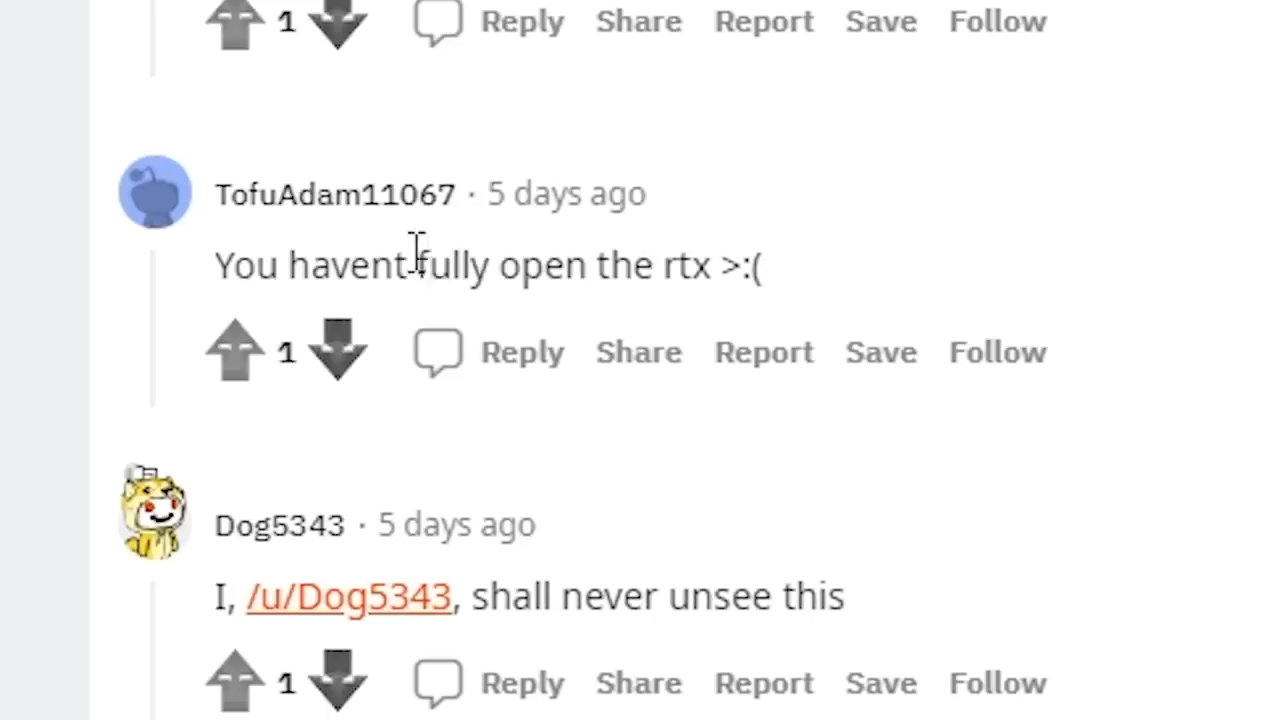 1 Reply Share Report Save Follow
TofuAdam11067 · 5 days ago
You havent fully open the rtx >:(
1 Reply Share Report Save Follow
Dog5343 · 5 days ago
I, /u/Dog5343, shall never unsee this
1 Reply Share Report Save Follow